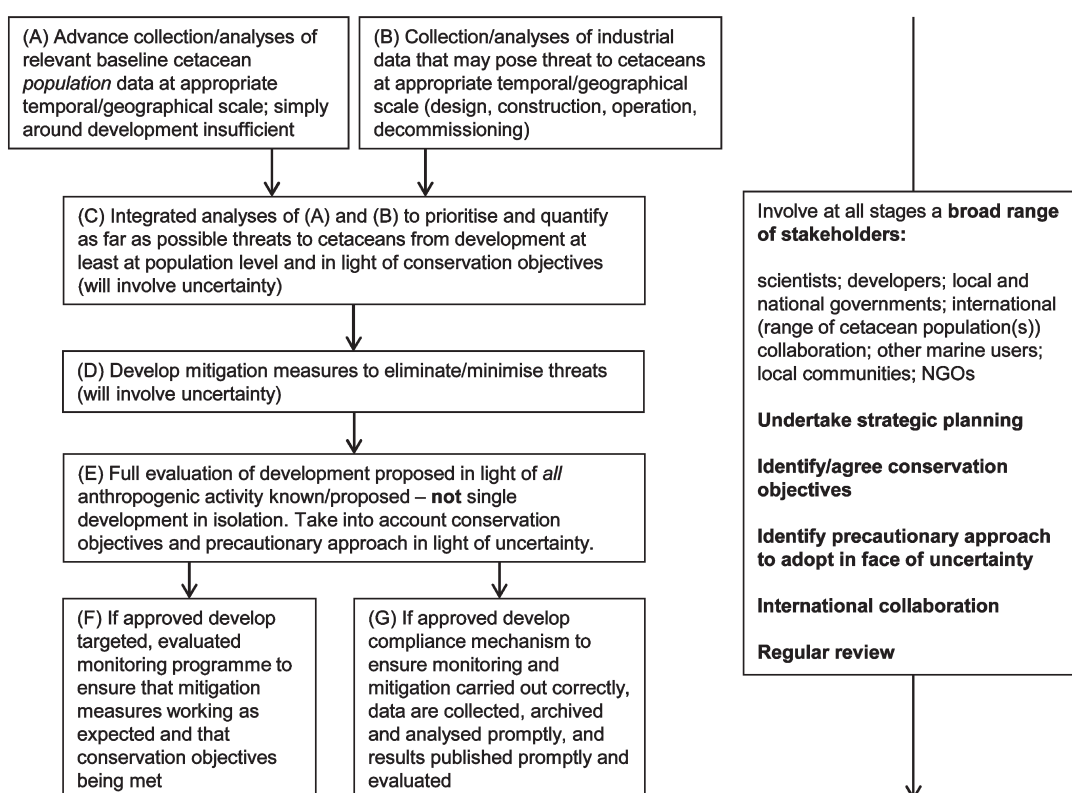 (A) Advance collection/analyses of
relevant baseline cetacean
population data at appropriate
temporal/geographical scale; simply
around development insufficient
(B) Collection/analyses of industrial
data that may pose threat to cetaceans
at appropriate temporal/geographical
scale (design, construction, operation,
decommissioning)
(C) Integrated analyses of (A) and (B) to prioritise and quantify
as far as possible threats to cetaceans from development at
least at population level and in light of conservation objectives
(will involve uncertainty)
(D) Develop mitigation measures to eliminate/minimise threats
(will involve uncertainty)
(E) Full evaluation of development proposed in light of all
anthropogenic activity known/proposed – not single
development in isolation. Take into account conservation
objectives and precautionary approach in light of uncertainty.
(F) If approved develop
targeted, evaluated
monitoring programme to
ensure that mitigation
measures working as
expected and that
conservation objectives
being met
(G) If approved develop
compliance mechanism to
ensure monitoring and
mitigation carried out correctly,
data are collected, archived
and analysed promptly, and
results published promptly and
evaluated
Involve at all stages a broad range
of stakeholders:
scientists; developers; local and
national governments; international
(range of cetacean population(s))
collaboration; other marine users;
local communities; NGOs
Undertake strategic planning
Identify/agree conservation
objectives
Identify precautionary approach
to adopt in face of uncertainty
International collaboration
Regular review